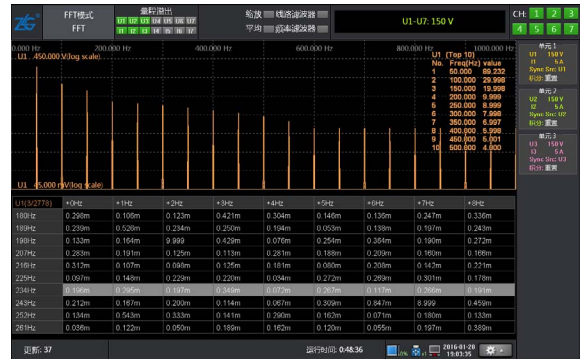 FFT模式
FFT
量程溢出
U1 U2 U3 U4 U5 U6 U7
I1 I2 I3 I4 I5 I6 I7
缩放 线路滤波器
平均 频率滤波器
U1-U7: 150 V
CH: 1 2 3
4 5 6 7
0.000 Hz 200.000 Hz 400.000 Hz 600.000 Hz 800.000 Hz 1000.000 Hz
U1 450.000 V(log scale)
U1 (Top 10)
No. Freq(Hz) value
1 50.000 89.232
2 100.000 29.998
3 150.000 19.998
4 200.000 9.999
5 250.000 8.999
6 300.000 7.998
7 350.000 6.997
8 400.000 5.998
9 450.000 5.001
10 500.000 4.000
U1 45.000 mV(log scale)
单元 1
U1 150 V
I1 5 A
Sync Src: U1
积分: 重置
单元 2
U2 150 V
I2 5 A
Sync Src: U2
积分: 重置
单元 3
U3 150 V
I3 5 A
Sync Src: U3
积分: 重置
U1(3/2778) +0Hz +1Hz +2Hz +3Hz +4Hz +5Hz +6Hz +7Hz +8Hz
180Hz 0.298m 0.106m 0.123m 0.421m 0.304m 0.146m 0.136m 0.247m 0.336m
189Hz 0.239m 0.526m 0.234m 0.250m 0.194m 0.053m 0.138m 0.197m 0.243m
198Hz 0.133m 0.164m 9.999 0.429m 0.076m 0.254m 0.364m 0.190m 0.272m
207Hz 0.283m 0.191m 0.125m 0.113m 0.281m 0.188m 0.209m 0.160m 0.166m
216Hz 0.312m 0.107m 0.098m 0.125m 0.181m 0.080m 0.208m 0.142m 0.221m
225Hz 0.097m 0.148m 0.229m 0.220m 0.034m 0.272m 0.269m 0.301m 0.178m
234Hz 0.196m 0.295m 0.197m 0.349m 0.072m 0.267m 0.117m 0.266m 0.191m
243Hz 0.212m 0.167m 0.200m 0.114m 0.067m 0.309m 0.847m 8.999 0.459m
252Hz 0.134m 0.543m 0.333m 0.141m 0.290m 0.162m 0.071m 0.180m 0.133m
261Hz 0.036m 0.122m 0.050m 0.189m 0.162m 0.120m 0.055m 0.197m 0.389m
更新: 37
运行时间: 0:48:36
2016-01-20
19:03:35